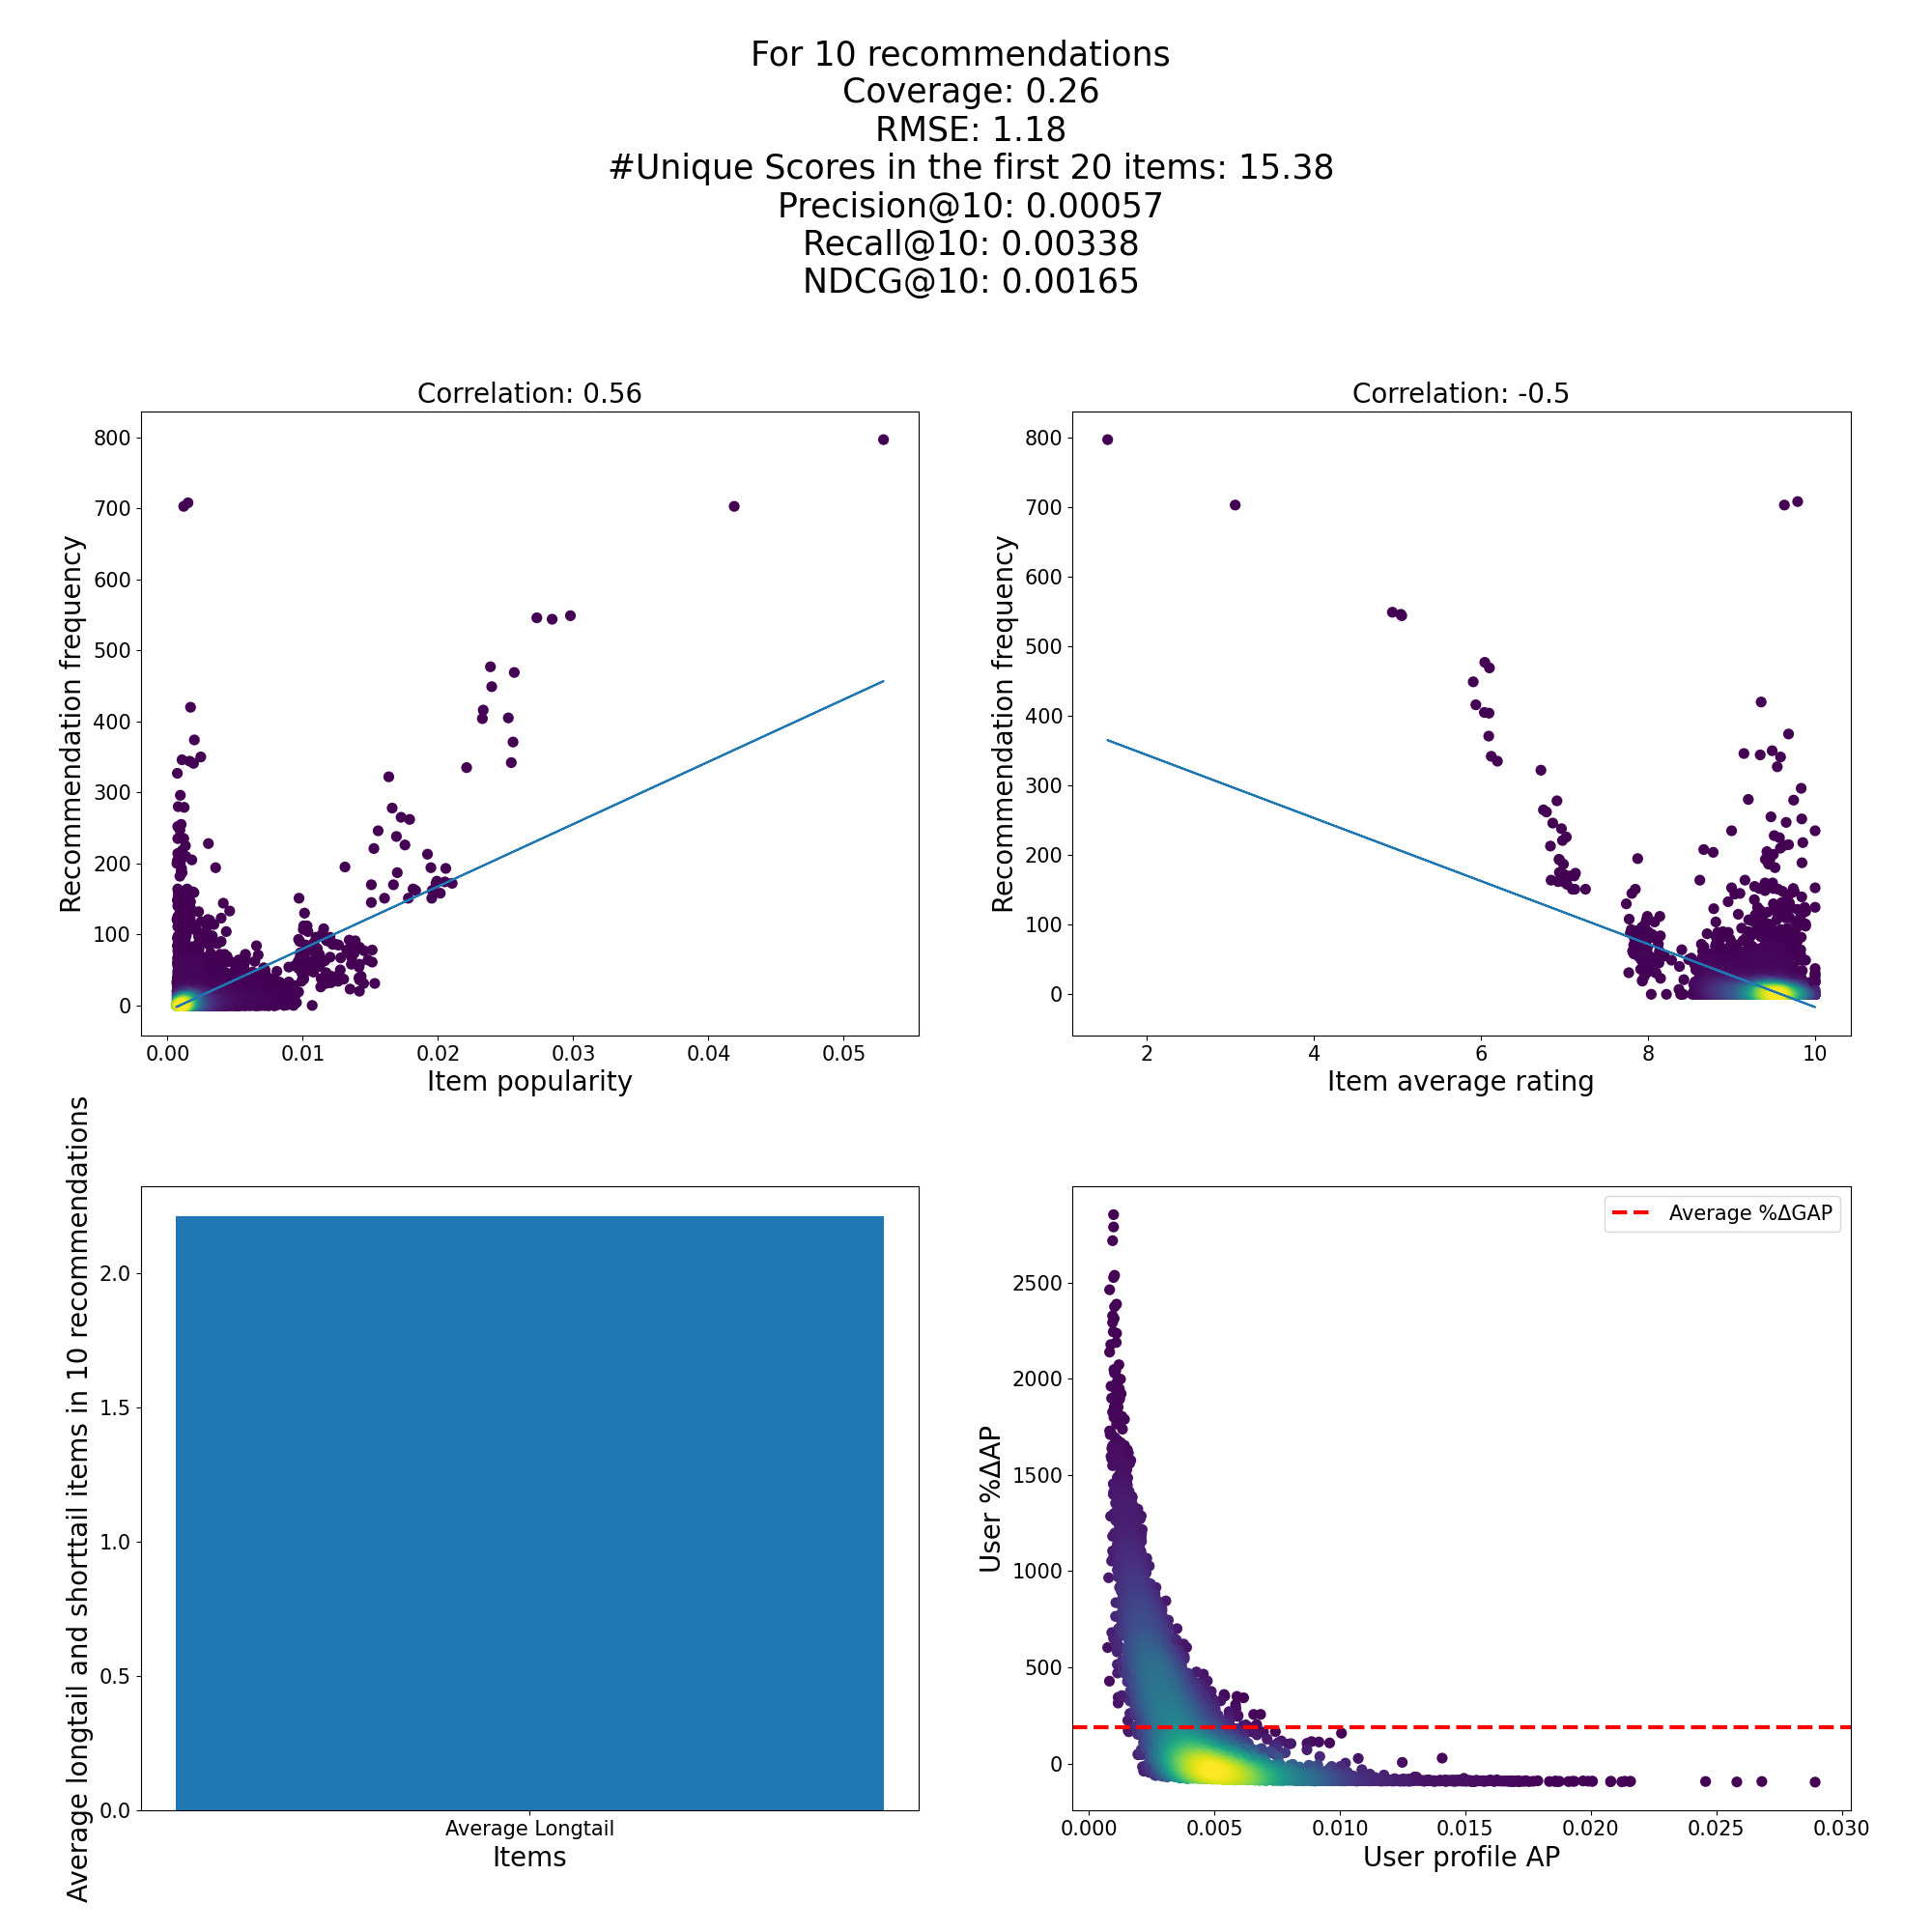 For 10 recommendations
Coverage: 0.26
RMSE: 1.18
#Unique Scores in the first 20 items: 15.38
Precision@10: 0.00057
Recall@10: 0.00338
NDCG@10: 0.00165
Correlation: 0.56
800
700
600
500
400
300
200
100
0
Recommendation frequency
0.00 0.01 0.02 0.03 0.04 0.05
Item popularity
Correlation: -0.5
800
700
600
500
400
300
200
100
0
Recommendation frequency
2 4 6 8 10
Item average rating
2.0
1.5
1.0
0.5
0.0
Average longtail and shorttail items in 10 recommendations
Average Longtail
Items
Average %ΔGAP
2500
2000
1500
1000
500
0
User %ΔAP
0.000 0.005 0.010 0.015 0.020 0.025 0.030
User profile AP